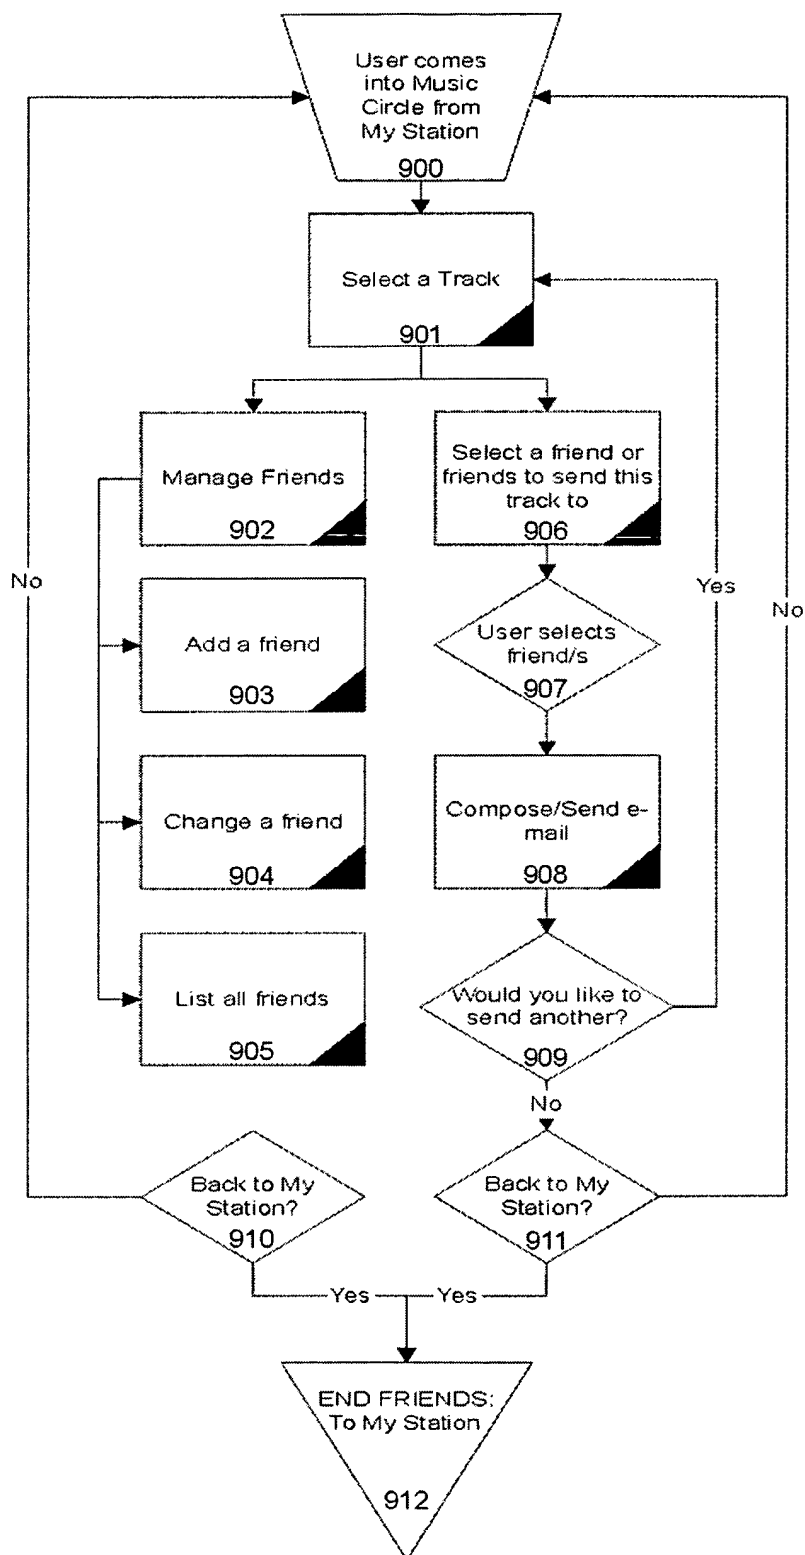 User comes
into Music
Circle from
My Station
900
Select a Track
901
Manage Friends
902
Select a friend or
friends to send this
track to
906
No
Yes
No
Add a friend
903
User selects
friend/s
907
Change a friend
904
Compose/Send e-
mail
908
List all friends
905
Would you like to
send another?
909
No
Back to My
Station?
910
Back to My
Station?
911
Yes
Yes
END FRIENDS:
To My Station
912